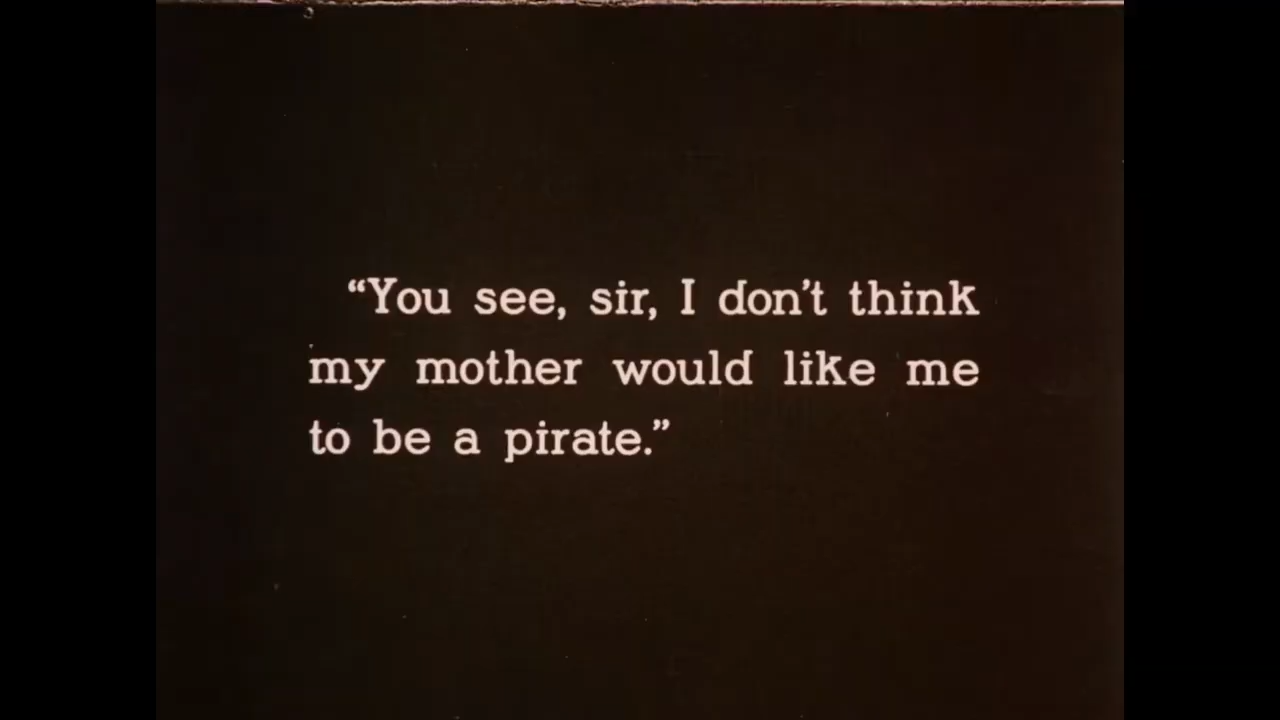 “You see, sir, I don’t think
my mother would like me
to be a pirate.”